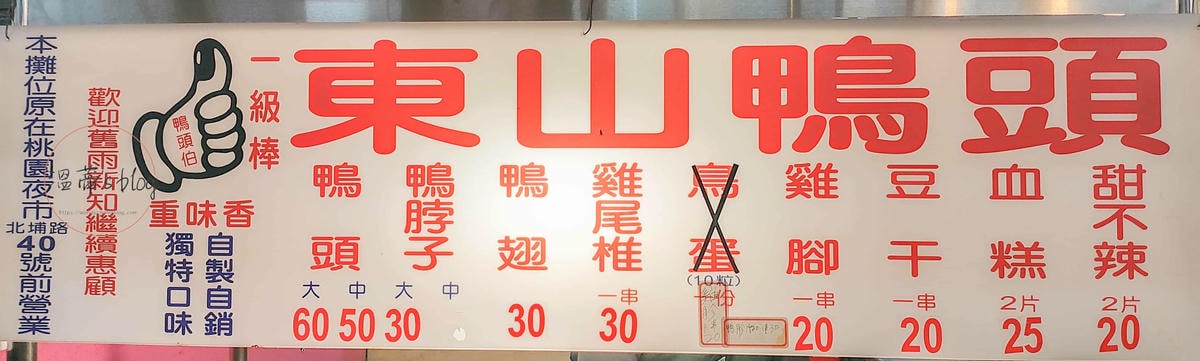 本攤位原在桃園夜市
北埔路
40號前營業
歡迎舊雨新知繼續惠顧
鴨頭伯
一級棒
重味香
自製自銷
獨特口味
東山鴨頭
鴨頭
大 中
60 50
鴨脖子
大 中
30
鴨翅
30
雞尾椎
一串
30
鳥蛋
(10粒)
一份
雞腳
一串
20
豆干
一串
20
血糕
2片
25
甜不辣
2片
20